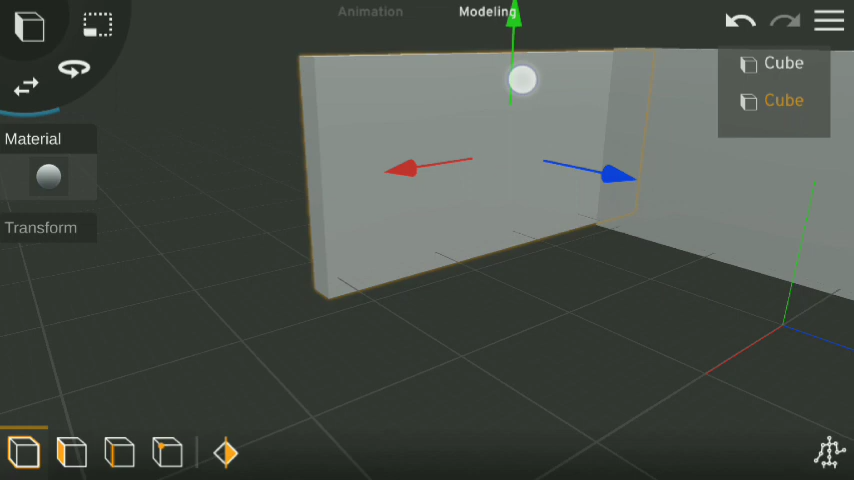 Animation
Modeling
Cube
Cube
Material
Transform